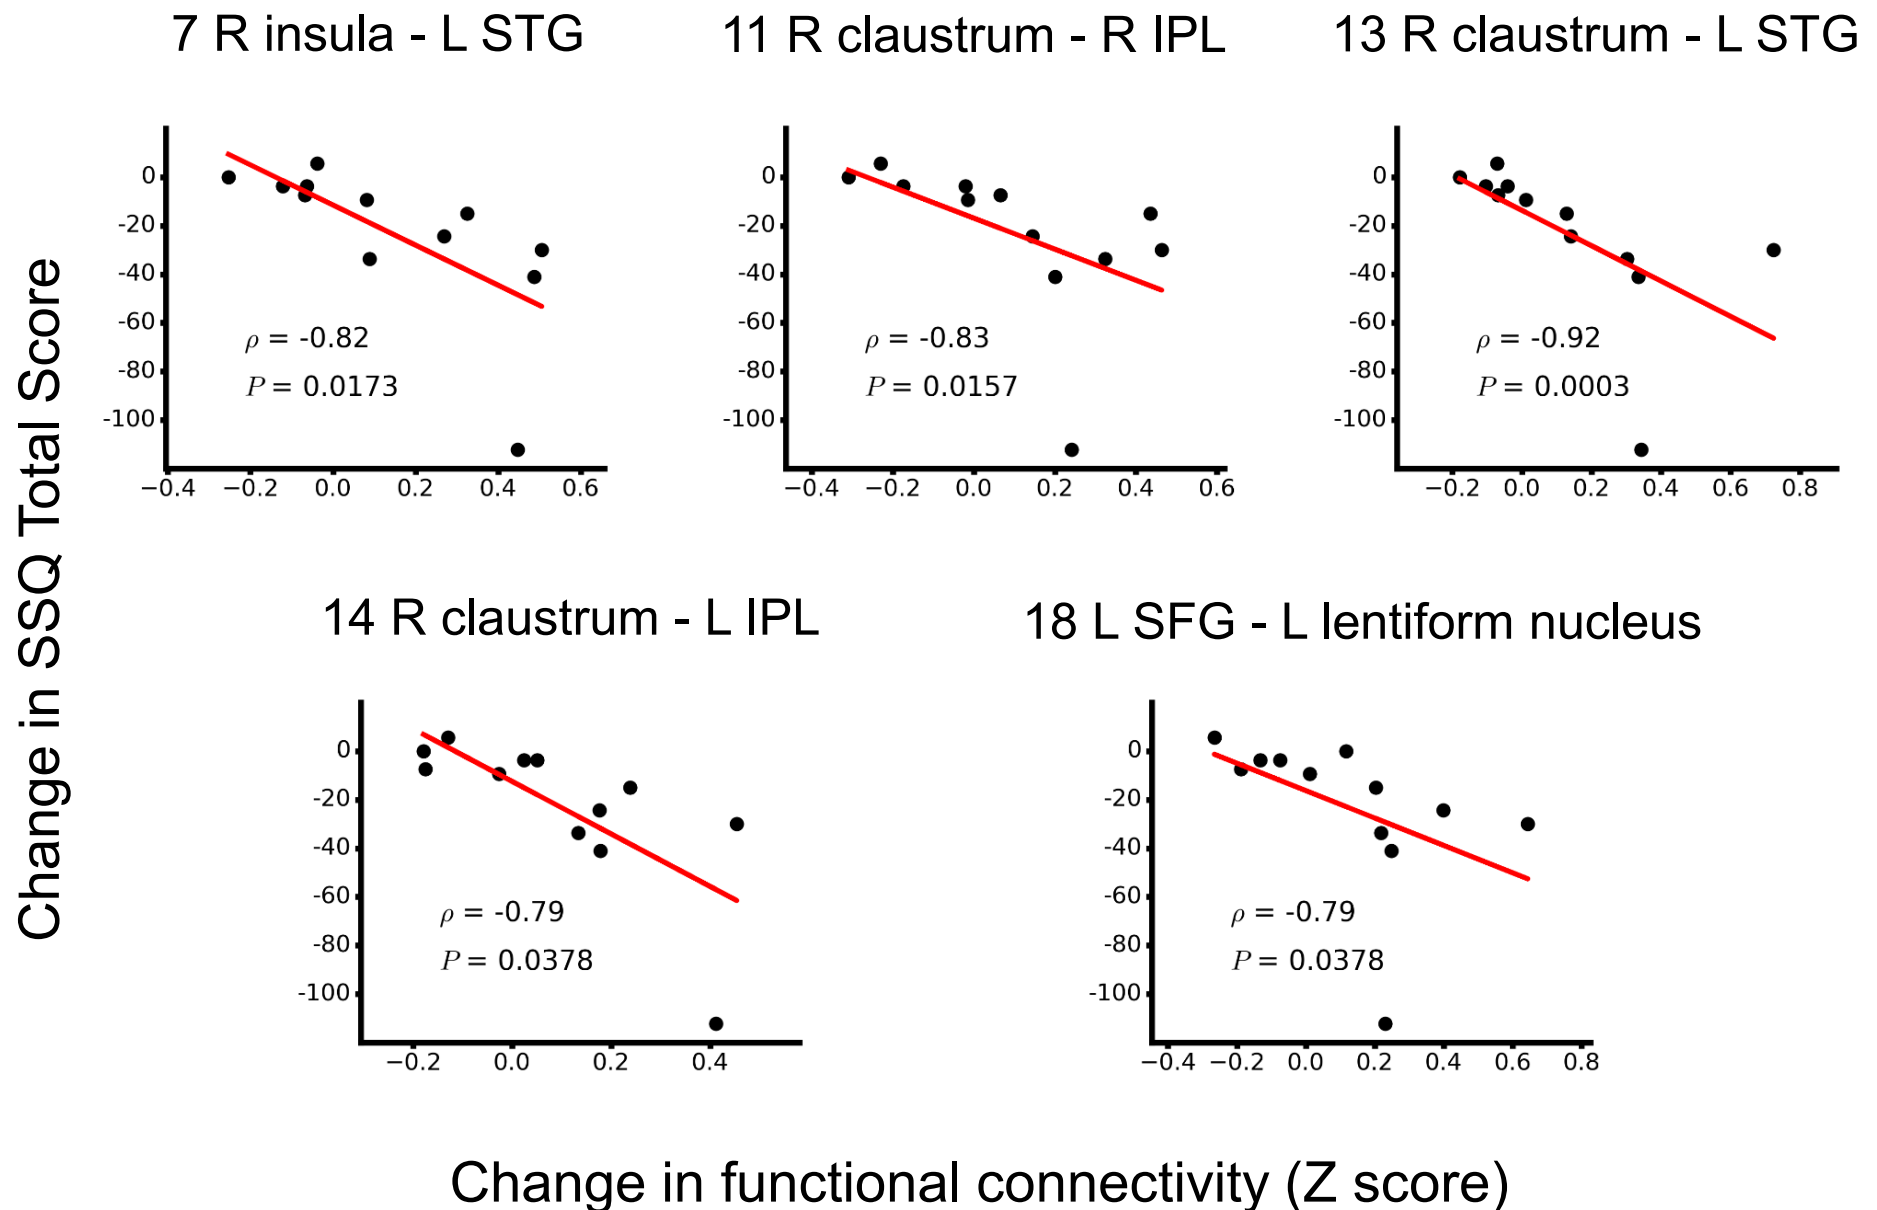 7 R insula - L STG
11 R claustrum - R IPL
13 R claustrum - L STG
Change in SSQ Total Score
0
-20
-40
-60
-80
-100
ρ = -0.82
P = 0.0173
−0.4 −0.2 0.0 0.2 0.4 0.6
0
-20
-40
-60
-80
-100
ρ = -0.83
P = 0.0157
−0.4 −0.2 0.0 0.2 0.4 0.6
0
-20
-40
-60
-80
-100
ρ = -0.92
P = 0.0003
−0.2 0.0 0.2 0.4 0.6 0.8
14 R claustrum - L IPL
18 L SFG - L lentiform nucleus
0
-20
-40
-60
-80
-100
ρ = -0.79
P = 0.0378
−0.2 0.0 0.2 0.4
0
-20
-40
-60
-80
-100
ρ = -0.79
P = 0.0378
−0.4 −0.2 0.0 0.2 0.4 0.6 0.8
Change in functional connectivity (Z score)